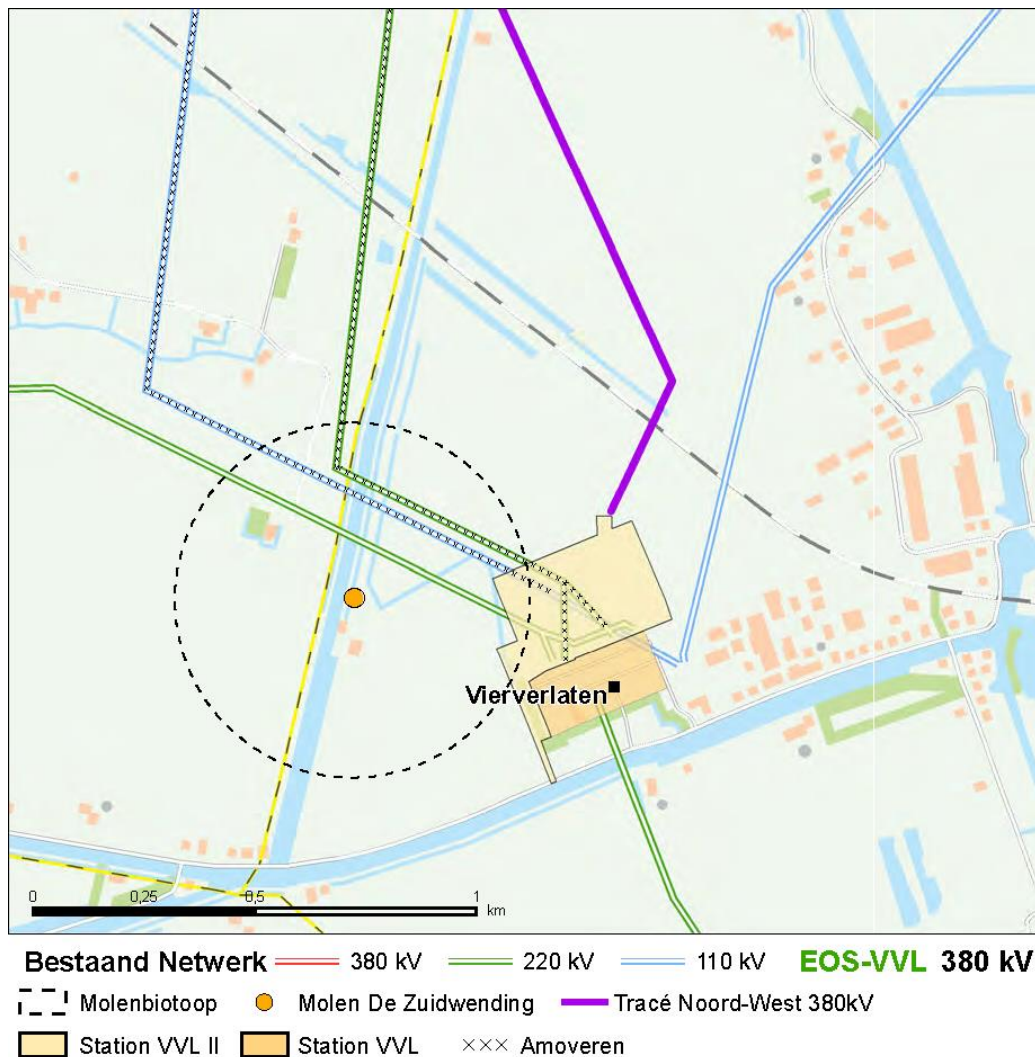 Vierverlaten
0 0,25 0,5 1
km
Bestaand Netwerk 380 kV 220 kV 110 kV EOS-VVL 380 kV
Molenbiotoop Molen De Zuidwending Tracé Noord-West 380kV
Station VVL II Station VVL ××× Amoveren